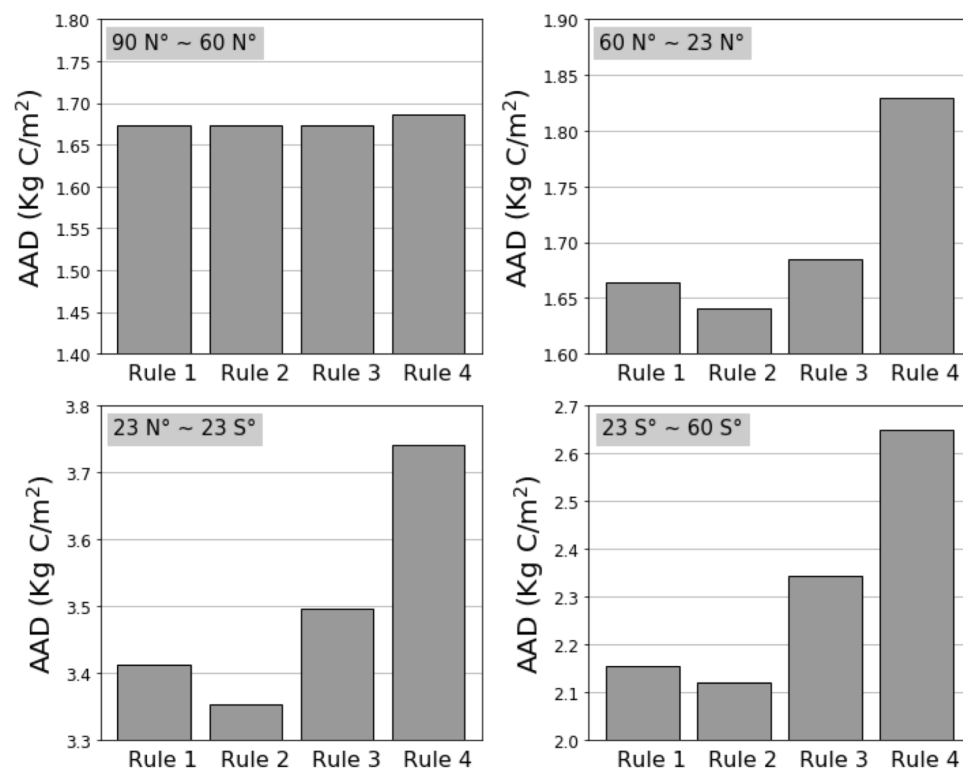 90 N° ~ 60 N°
AAD (Kg C/m²)
1.80
1.75
1.70
1.65
1.60
1.55
1.50
1.45
1.40
Rule 1 Rule 2 Rule 3 Rule 4
60 N° ~ 23 N°
AAD (Kg C/m²)
1.90
1.85
1.80
1.75
1.70
1.65
1.60
Rule 1 Rule 2 Rule 3 Rule 4
23 N° ~ 23 S°
AAD (Kg C/m²)
3.8
3.7
3.6
3.5
3.4
3.3
Rule 1 Rule 2 Rule 3 Rule 4
23 S° ~ 60 S°
AAD (Kg C/m²)
2.7
2.6
2.5
2.4
2.3
2.2
2.1
2.0
Rule 1 Rule 2 Rule 3 Rule 4